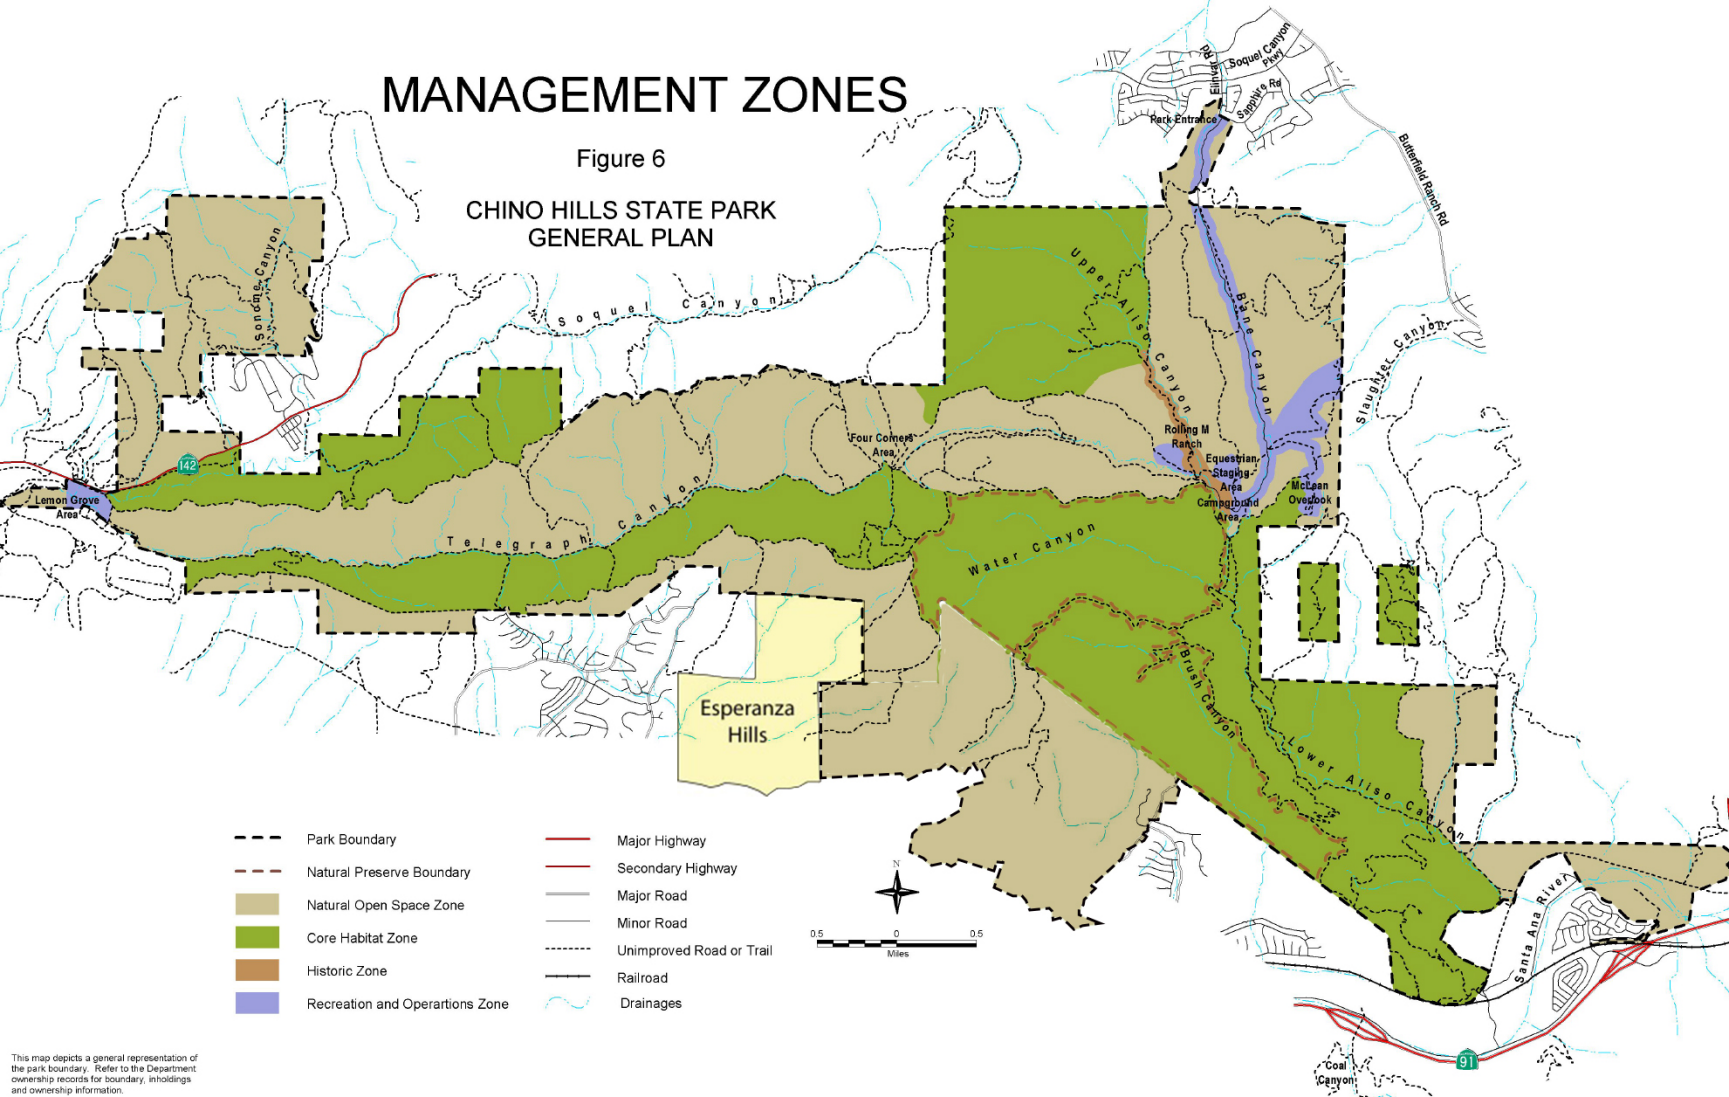 MANAGEMENT ZONES
Figure 6
CHINO HILLS STATE PARK
GENERAL PLAN
Elinvar Rd
Soquel Canyon
Pkwy
Sapphire Rd
Park Entrance
Butterfield Ranch Rd
Sonome Canyon
Soquel Canyon
Upper Aliso Canyon
Bane Canyon
Slaughter Canyon
142
Lemon Grove
Area
Four Corners
Area
Rolling M
Ranch
Equestrian
Staging
Area
McLean
Overlook
Campground
Area
Telegraph Canyon
Water Canyon
Brush Canyon
Lower Aliso Canyon
Esperanza
Hills
Santa Ana River
91
Coal
Canyon
Park Boundary
Natural Preserve Boundary
Natural Open Space Zone
Core Habitat Zone
Historic Zone
Recreation and Operartions Zone
Major Highway
Secondary Highway
Major Road
Minor Road
Unimproved Road or Trail
Railroad
Drainages
N
0.5 0 0.5
Miles
This map depicts a general representation of
the park boundary. Refer to the Department
ownership records for boundary, inholdings
and ownership information.